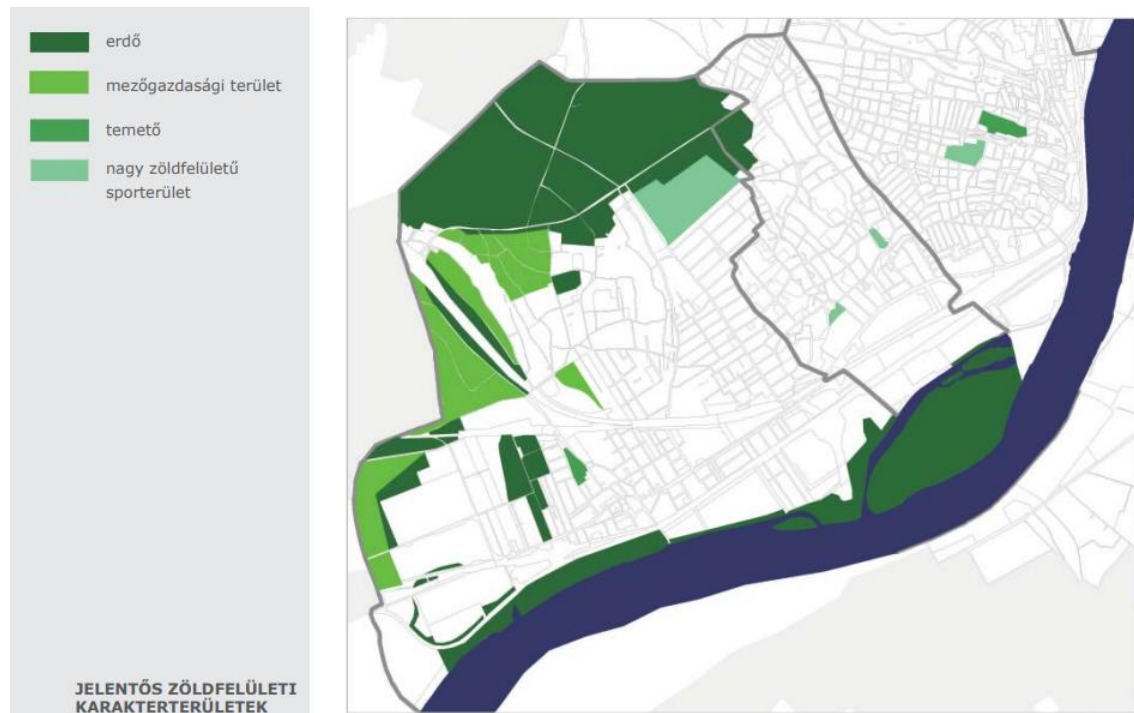 erdő
mezőgazdasági terület
temető
nagy zöldfelületű
sporterület
JELENTŐS ZÖLDFELÜLETI
KARAKTERTERÜLETEK